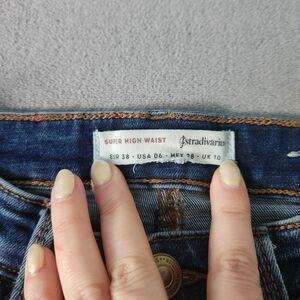 SUPER HIGH WAIST stradivarius
EUR 38 · USA 06 · MEX 28 · UK 10